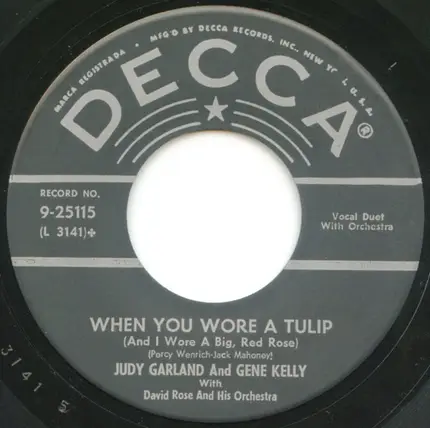 MARCA REGISTRADA • MFG'D BY DECCA RECORDS, INC., NEW YORK, U.S.A.
DECCA®
RECORD NO.
9-25115
(L 3141)✤
Vocal Duet
With Orchestra
WHEN YOU WORE A TULIP
(And I Wore A Big, Red Rose)
(Percy Wenrich-Jack Mahoney)
JUDY GARLAND And GENE KELLY
With
David Rose And His Orchestra
3141 5